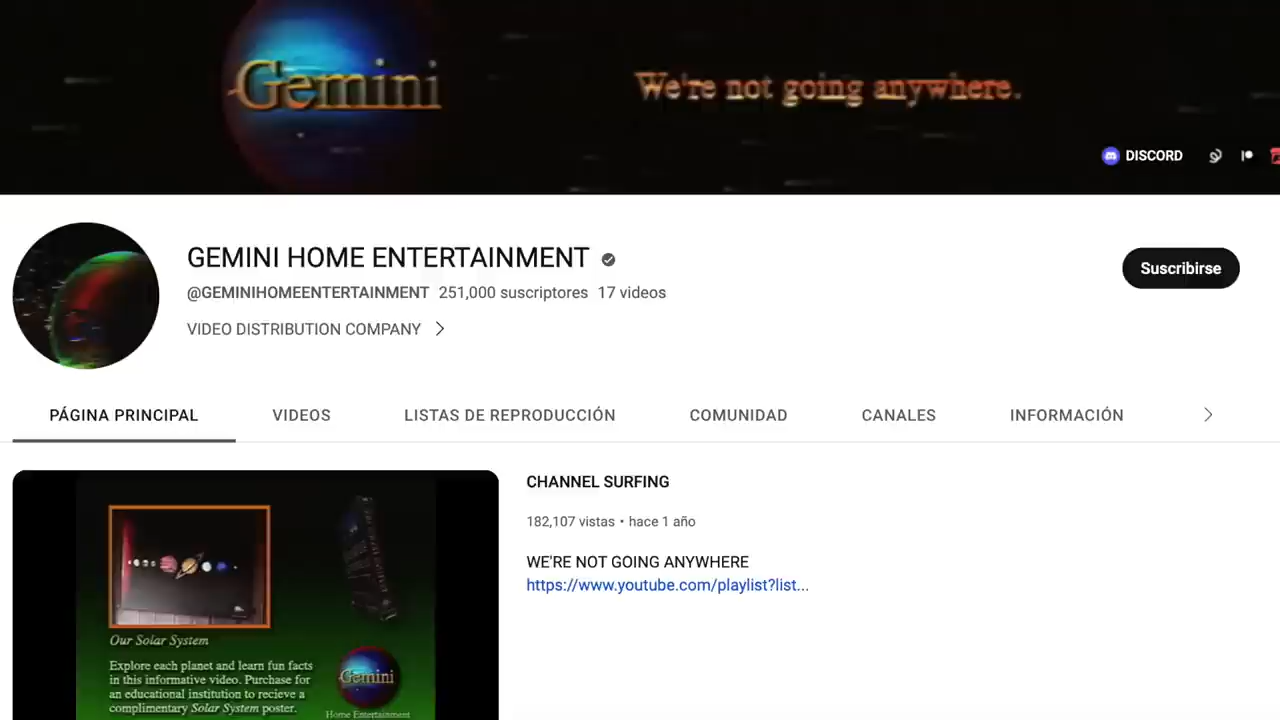 Gemini
We're not going anywhere.
DISCORD
GEMINI HOME ENTERTAINMENT
@GEMINIHOMEENTERTAINMENT 251,000 suscriptores 17 videos
Suscribirse
VIDEO DISTRIBUTION COMPANY
PÁGINA PRINCIPAL VIDEOS LISTAS DE REPRODUCCIÓN COMUNIDAD CANALES INFORMACIÓN
CHANNEL SURFING
182,107 vistas • hace 1 año
WE'RE NOT GOING ANYWHERE
https://www.youtube.com/playlist?list...
Our Solar System
Explore each planet and learn fun facts
in this informative video. Purchase for
an educational institution to recieve a
complimentary Solar System poster.
Gemini
Home Entertainment